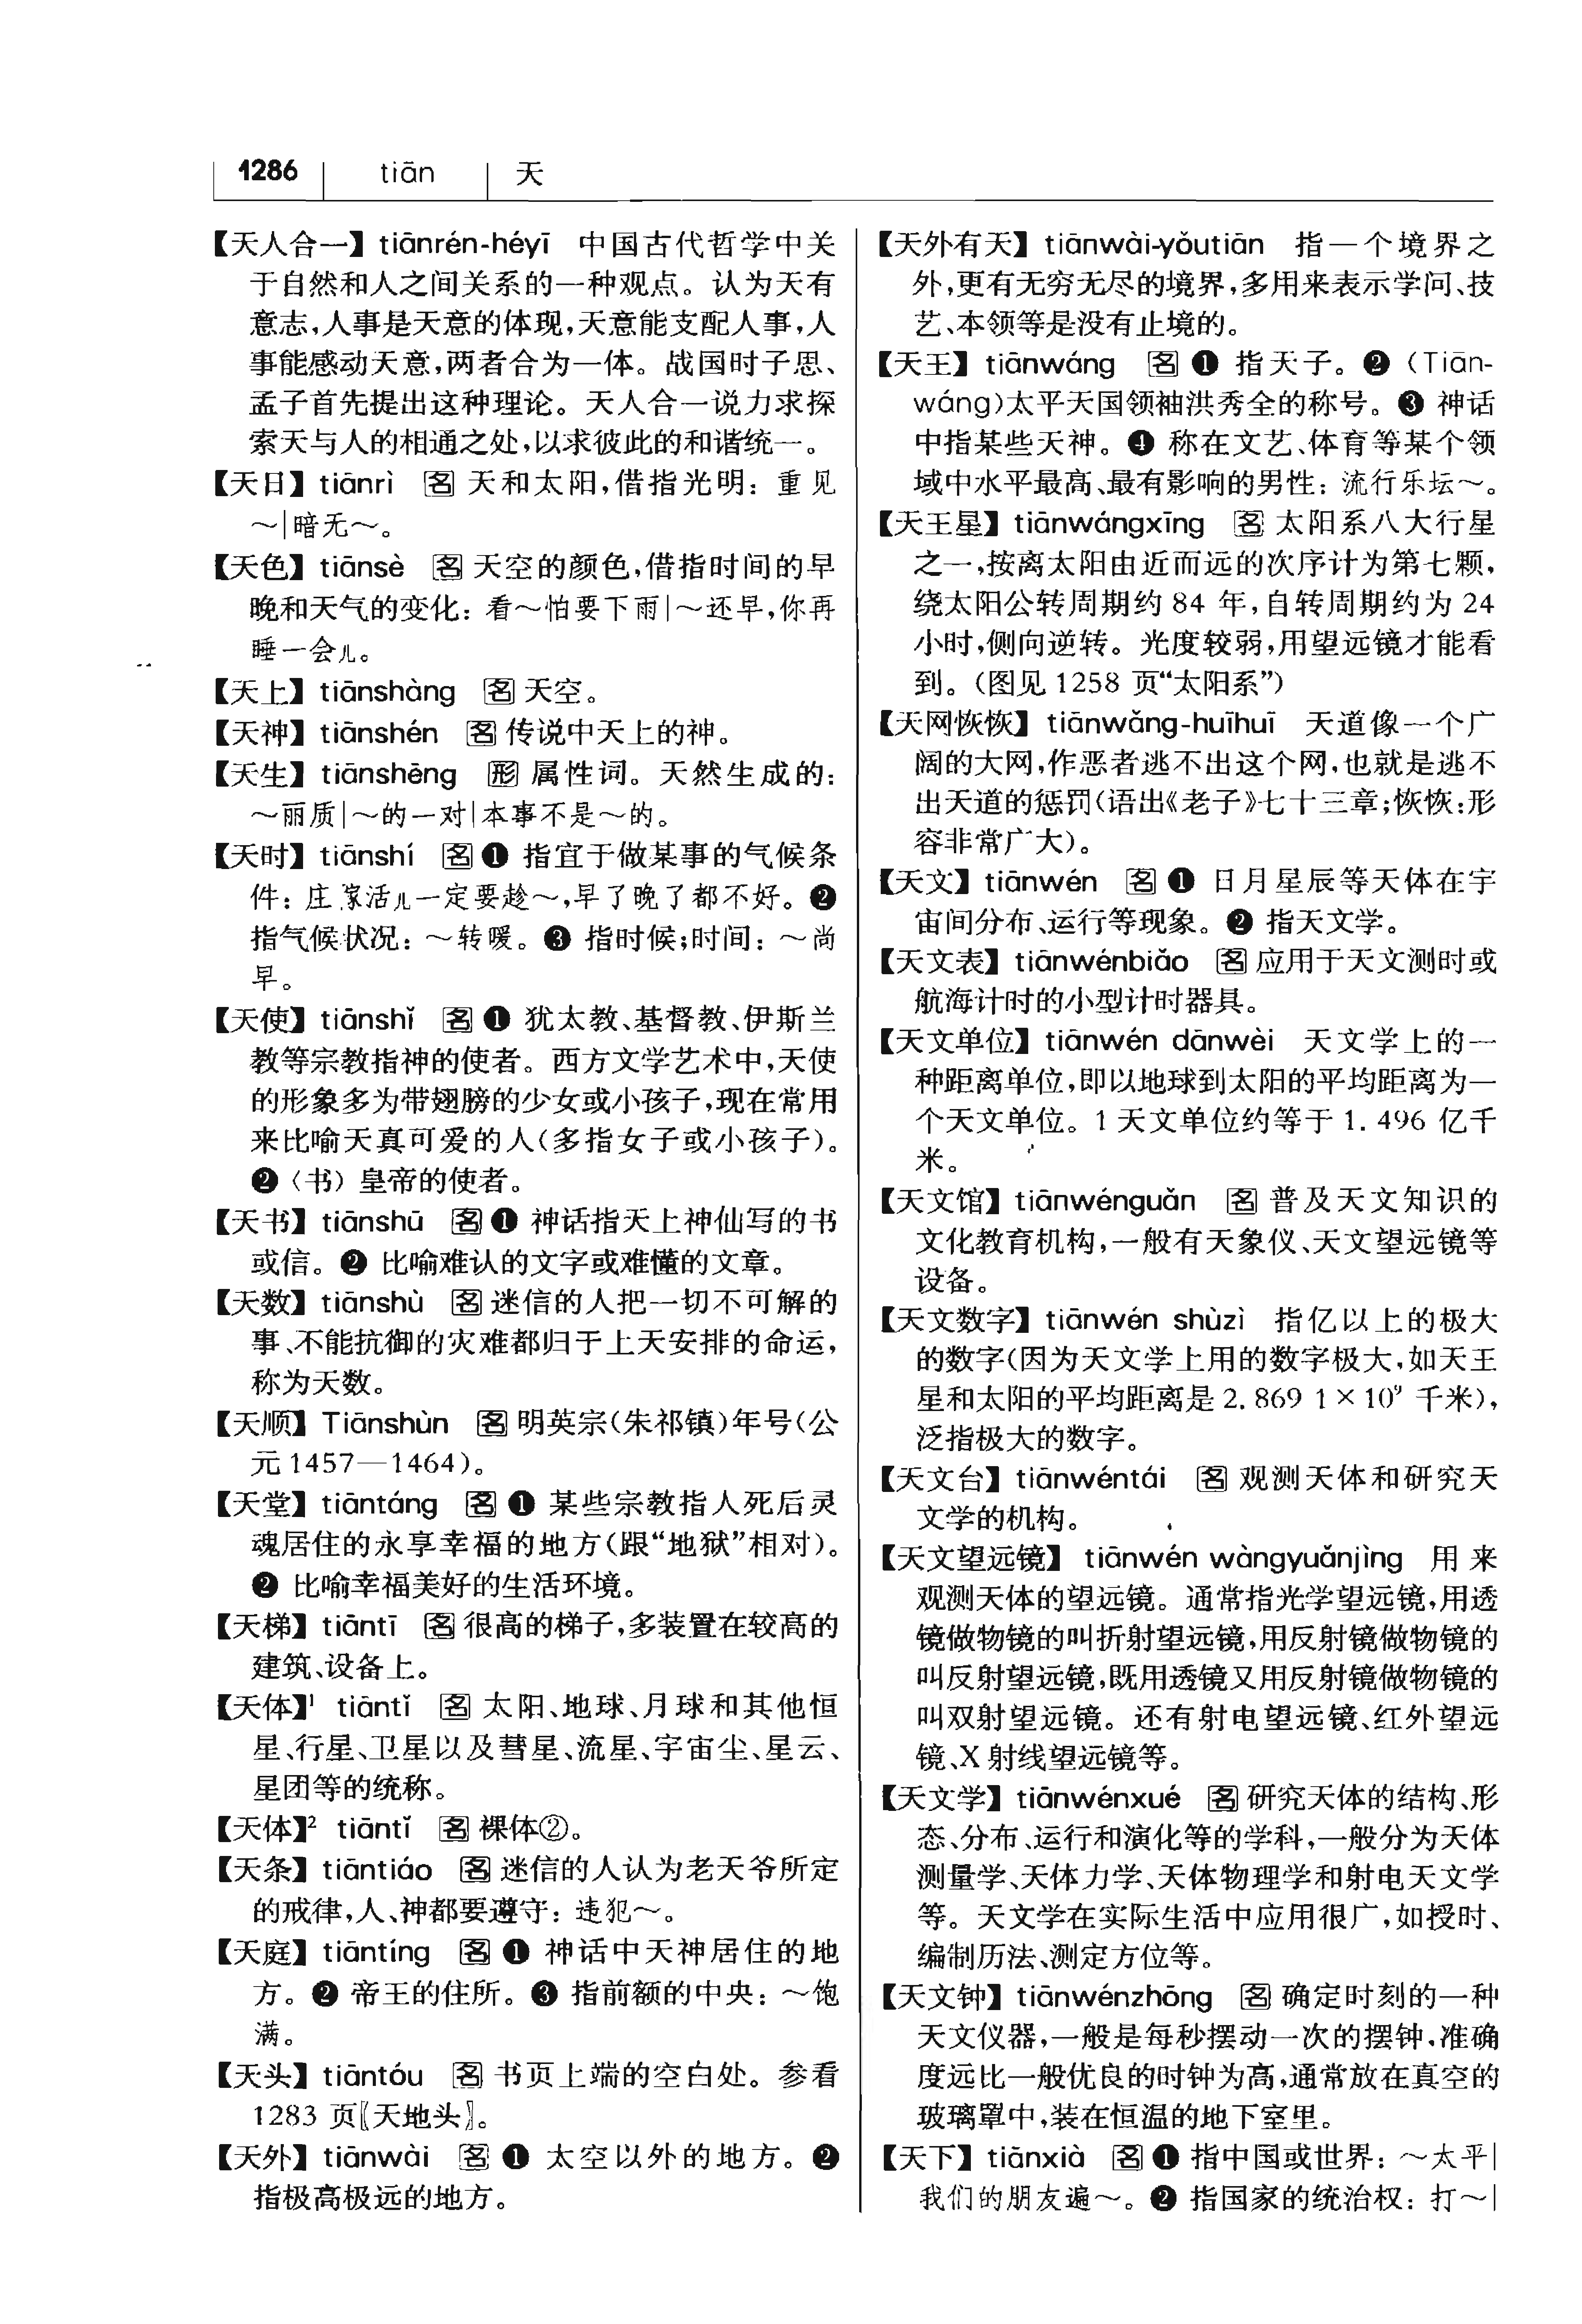 1286 tiān 天
【天人合一】tiānrén-héyī 中国古代哲学中关
于自然和人之间关系的一种观点。认为天有
意志,人事是天意的体现,天意能支配人事,人
事能感动天意,两者合为一体。战国时子思、
孟子首先提出这种理论。天人合一说力求探
索天与人的相通之处,以求彼此的和谐统一。
【天日】tiānrì 名 天和太阳,借指光明：重见
～|暗无～。
【天色】tiānsè 名 天空的颜色,借指时间的早
晚和天气的变化：看～怕要下雨|～还早,你再
睡一会儿。
【天上】tiānshàng 名 天空。
【天神】tiānshén 名 传说中天上的神。
【天生】tiānshēng 形 属性词。天然生成的：
～丽质|～的一对|本事不是～的。
【天时】tiānshí 名 ❶ 指宜于做某事的气候条
件：庄家活儿一定要趁～,早了晚了都不好。❷
指气候状况：～转暖。❸ 指时候;时间：～尚
早。
【天使】tiānshǐ 名 ❶ 犹太教、基督教、伊斯兰
教等宗教指神的使者。西方文学艺术中,天使
的形象多为带翅膀的少女或小孩子,现在常用
来比喻天真可爱的人(多指女子或小孩子)。
❷〈书〉皇帝的使者。
【天书】tiānshū 名 ❶ 神话指天上神仙写的书
或信。❷ 比喻难认的文字或难懂的文章。
【天数】tiānshù 名 迷信的人把一切不可解的
事、不能抗御的灾难都归于上天安排的命运,
称为天数。
【天顺】Tiānshùn 名 明英宗(朱祁镇)年号(公
元1457—1464)。
【天堂】tiāntáng 名 ❶ 某些宗教指人死后灵
魂居住的永享幸福的地方(跟“地狱”相对)。
❷ 比喻幸福美好的生活环境。
【天梯】tiāntī 名 很高的梯子,多装置在较高的
建筑、设备上。
【天体】¹ tiāntǐ 名 太阳、地球、月球和其他恒
星、行星、卫星以及彗星、流星、宇宙尘、星云、
星团等的统称。
【天体】² tiāntǐ 名 裸体②。
【天条】tiāntiáo 名 迷信的人认为老天爷所定
的戒律,人、神都要遵守：违犯～。
【天庭】tiāntíng 名 ❶ 神话中天神居住的地
方。❷ 帝王的住所。❸ 指前额的中央：～饱
满。
【天头】tiāntóu 名 书页上端的空白处。参看
1283 页〖天地头〗。
【天外】tiānwài 名 ❶ 太空以外的地方。❷
指极高极远的地方。
【天外有天】tiānwài-yǒutiān 指一个境界之
外,更有无穷无尽的境界,多用来表示学问、技
艺、本领等是没有止境的。
【天王】tiānwáng 名 ❶ 指天子。❷ (Tiān-
wáng)太平天国领袖洪秀全的称号。❸ 神话
中指某些天神。❹ 称在文艺、体育等某个领
域中水平最高、最有影响的男性：流行乐坛～。
【天王星】tiānwángxīng 名 太阳系八大行星
之一,按离太阳由近而远的次序计为第七颗,
绕太阳公转周期约 84 年,自转周期约为 24
小时,侧向逆转。光度较弱,用望远镜才能看
到。(图见 1258 页“太阳系”)
【天网恢恢】tiānwǎng-huīhuī 天道像一个广
阔的大网,作恶者逃不出这个网,也就是逃不
出天道的惩罚(语出《老子》七十三章;恢恢:形
容非常广大)。
【天文】tiānwén 名 ❶ 日月星辰等天体在宇
宙间分布、运行等现象。❷ 指天文学。
【天文表】tiānwénbiǎo 名 应用于天文测时或
航海计时的小型计时器具。
【天文单位】tiānwén dānwèi 天文学上的一
种距离单位,即以地球到太阳的平均距离为一
个天文单位。1 天文单位约等于 1.496 亿千
米。
【天文馆】tiānwénguǎn 名 普及天文知识的
文化教育机构,一般有天象仪、天文望远镜等
设备。
【天文数字】tiānwén shùzì 指亿以上的极大
的数字(因为天文学上用的数字极大,如天王
星和太阳的平均距离是 2.869 1×10⁹ 千米),
泛指极大的数字。
【天文台】tiānwéntái 名 观测天体和研究天
文学的机构。
【天文望远镜】tiānwén wàngyuǎnjìng 用来
观测天体的望远镜。通常指光学望远镜,用透
镜做物镜的叫折射望远镜,用反射镜做物镜的
叫反射望远镜,既用透镜又用反射镜做物镜的
叫双射望远镜。还有射电望远镜、红外望远
镜、X射线望远镜等。
【天文学】tiānwénxué 名 研究天体的结构、形
态、分布、运行和演化等的学科,一般分为天体
测量学、天体力学、天体物理学和射电天文学
等。天文学在实际生活中应用很广,如授时、
编制历法、测定方位等。
【天文钟】tiānwénzhōng 名 确定时刻的一种
天文仪器,一般是每秒摆动一次的摆钟,准确
度远比一般优良的时钟为高,通常放在真空的
玻璃罩中,装在恒温的地下室里。
【天下】tiānxià 名 ❶ 指中国或世界：～太平|
我们的朋友遍～。❷ 指国家的统治权：打～|